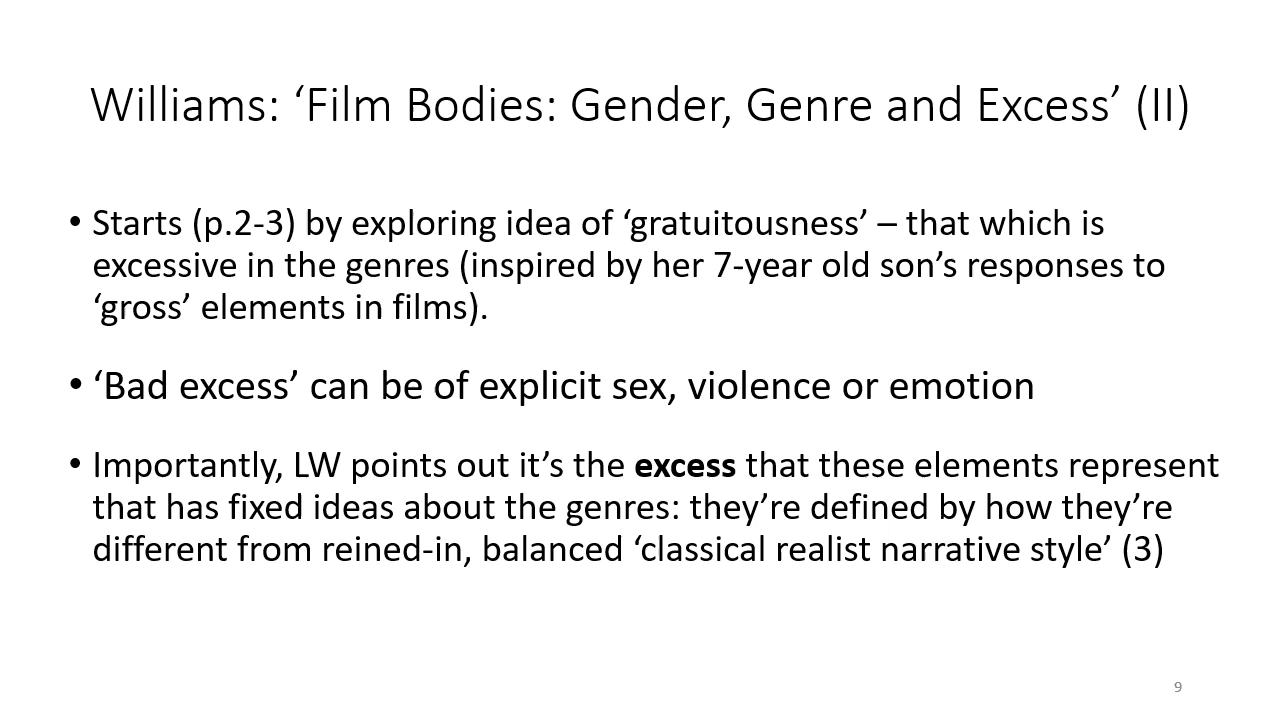 Williams: ‘Film Bodies: Gender, Genre and Excess’ (II)
• Starts (p.2-3) by exploring idea of ‘gratuitousness’ – that which is
excessive in the genres (inspired by her 7-year old son’s responses to
‘gross’ elements in films).
• ‘Bad excess’ can be of explicit sex, violence or emotion
• Importantly, LW points out it’s the excess that these elements represent
that has fixed ideas about the genres: they’re defined by how they’re
different from reined-in, balanced ‘classical realist narrative style’ (3)
9